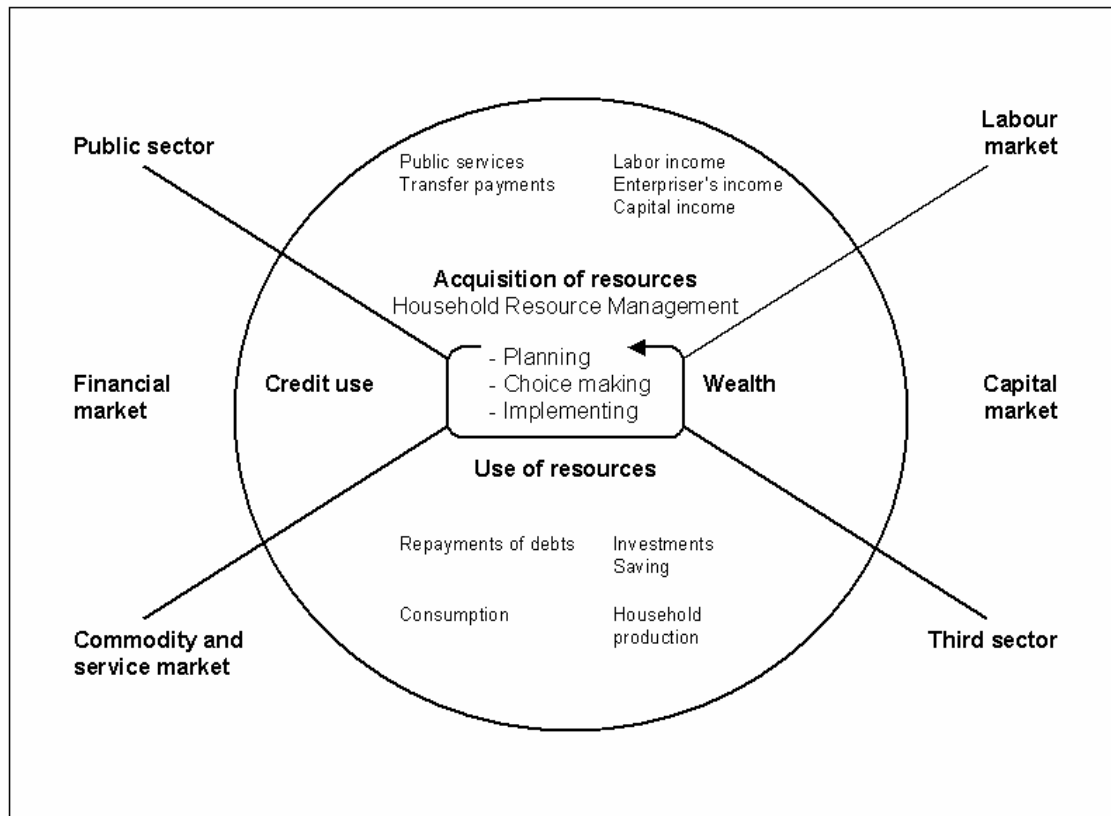 Public sector
Labour
market
Public services
Transfer payments
Labor income
Enterpriser's income
Capital income
Acquisition of resources
Household Resource Management
- Planning
- Choice making
- Implementing
Financial
market
Credit use
Wealth
Capital
market
Use of resources
Repayments of debts
Investments
Saving
Consumption
Household
production
Commodity and
service market
Third sector